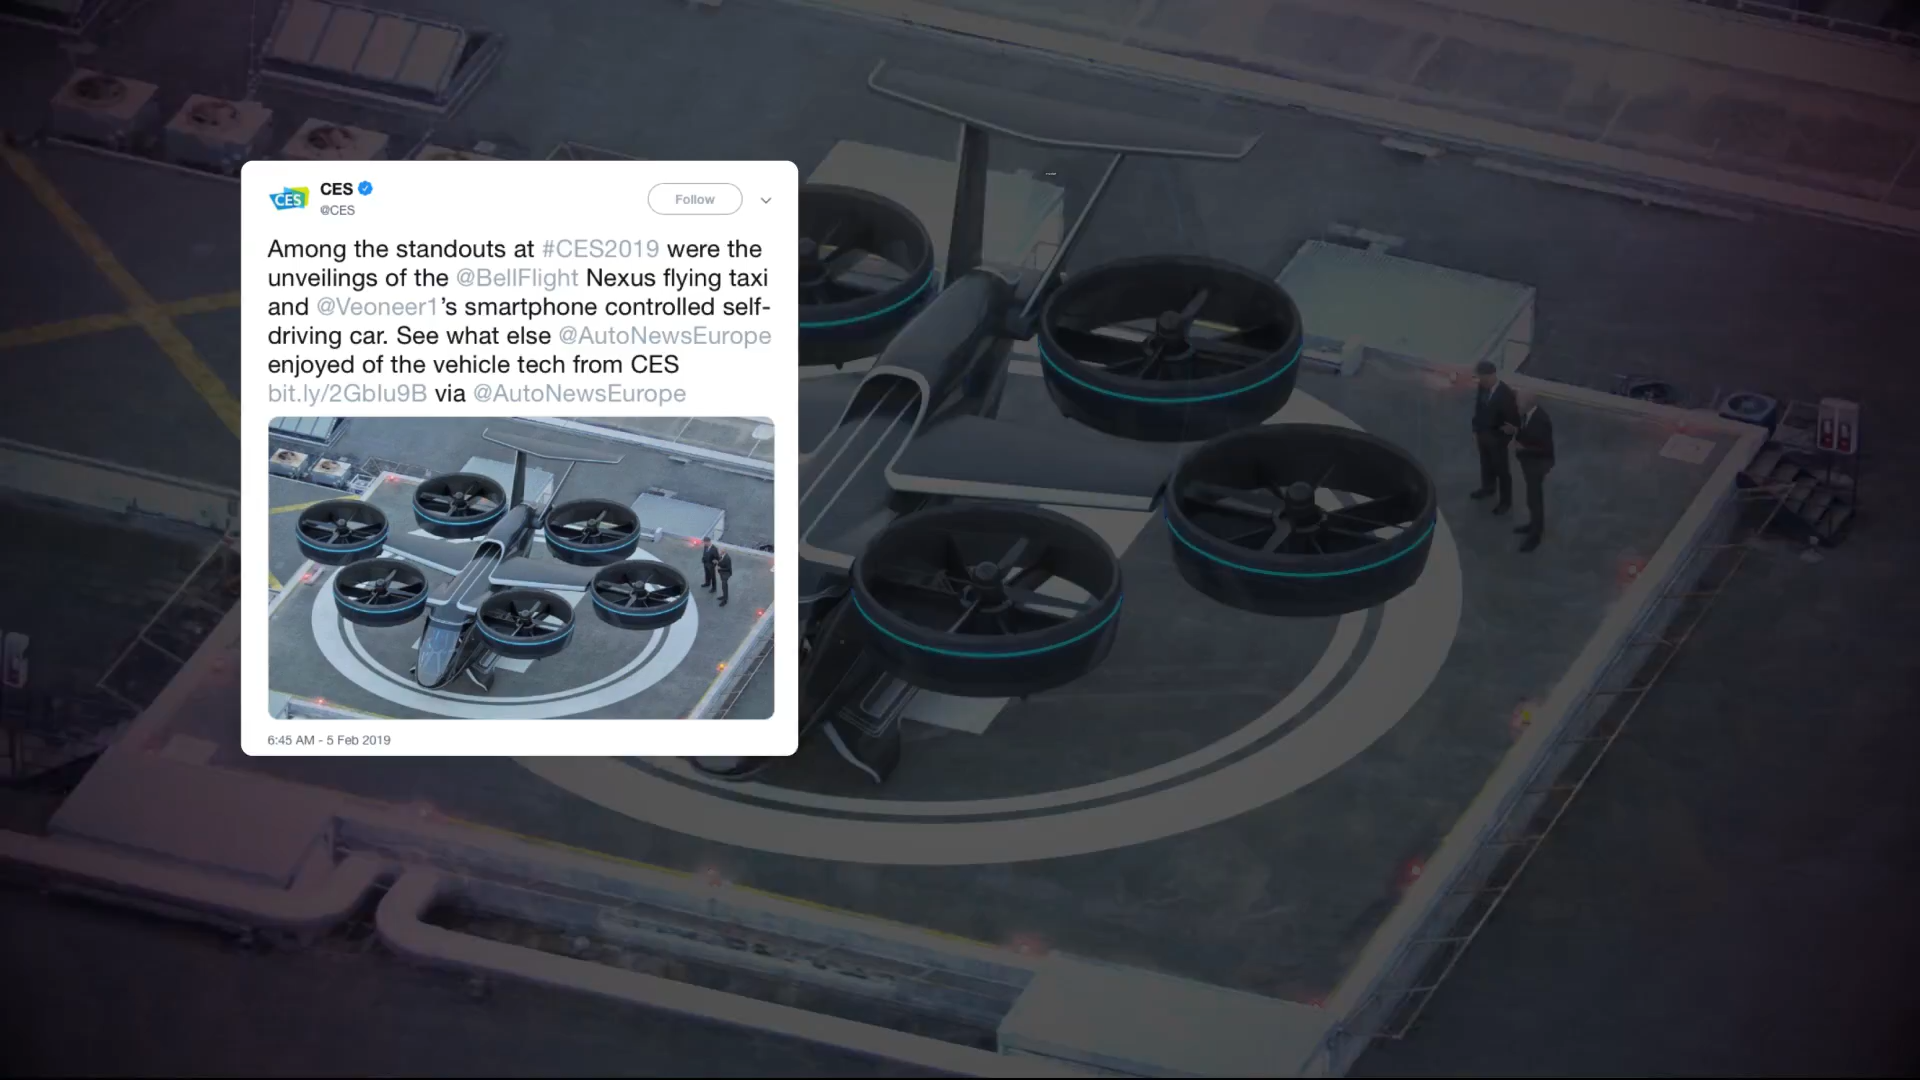 CES
CES
@CES
Follow
Among the standouts at #CES2019 were the
unveilings of the @BellFlight Nexus flying taxi
and @Veoneer1’s smartphone controlled self-
driving car. See what else @AutoNewsEurope
enjoyed of the vehicle tech from CES
bit.ly/2Gblu9B via @AutoNewsEurope
6:45 AM - 5 Feb 2019